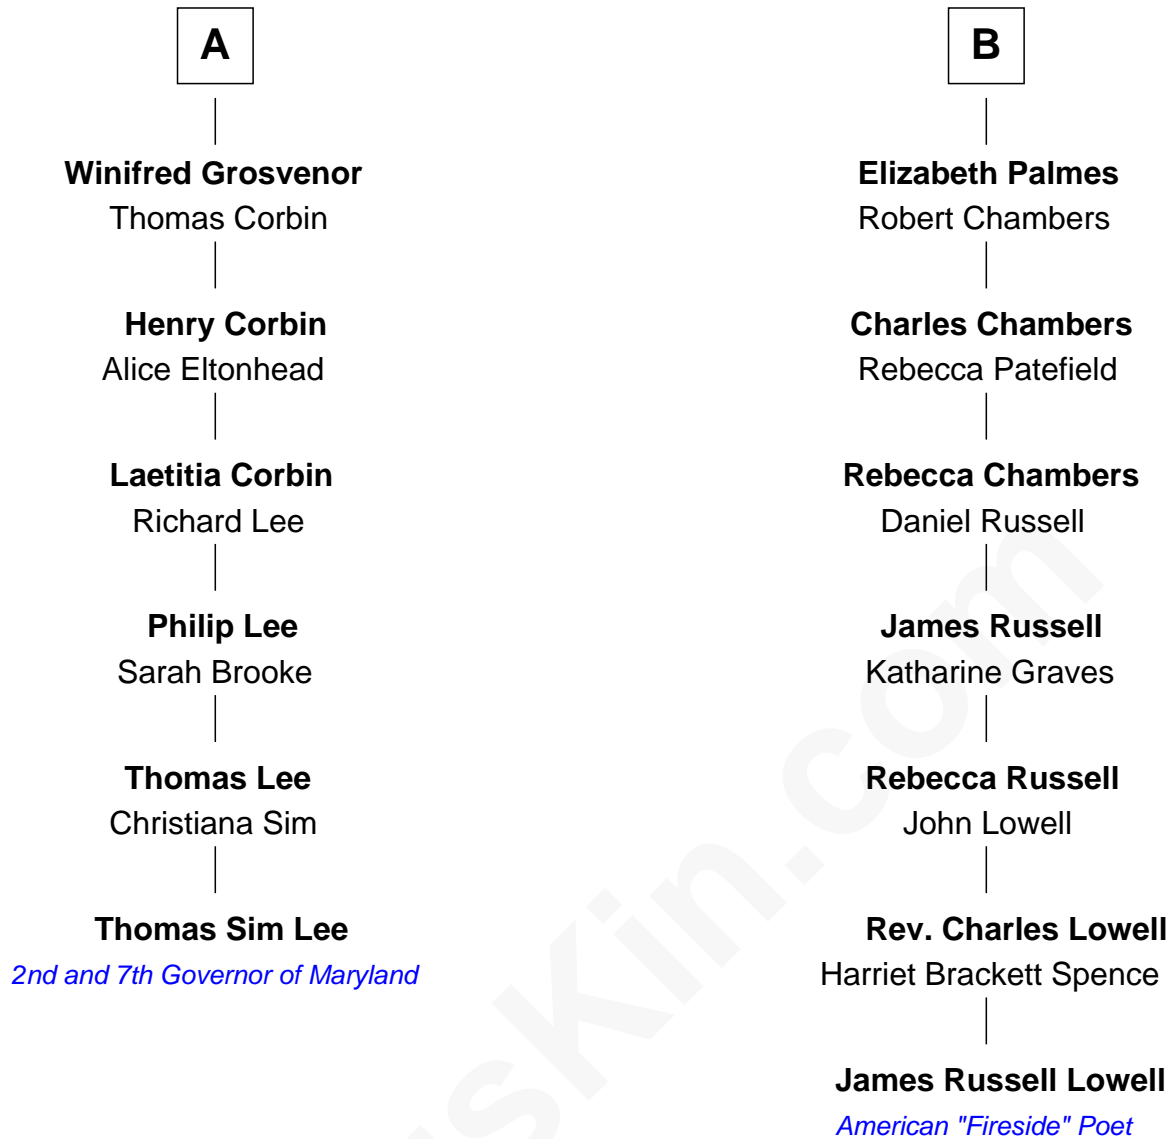 A
Winifred Grosvenor
Thomas Corbin
Henry Corbin
Alice Eltonhead
Laetitia Corbin
Richard Lee
Philip Lee
Sarah Brooke
Thomas Lee
Christiana Sim
Thomas Sim Lee
2nd and 7th Governor of Maryland
B
Elizabeth Palmes
Robert Chambers
Charles Chambers
Rebecca Patefield
Rebecca Chambers
Daniel Russell
James Russell
Katharine Graves
Rebecca Russell
John Lowell
Rev. Charles Lowell
Harriet Brackett Spence
James Russell Lowell
American "Fireside" Poet
sKin.com